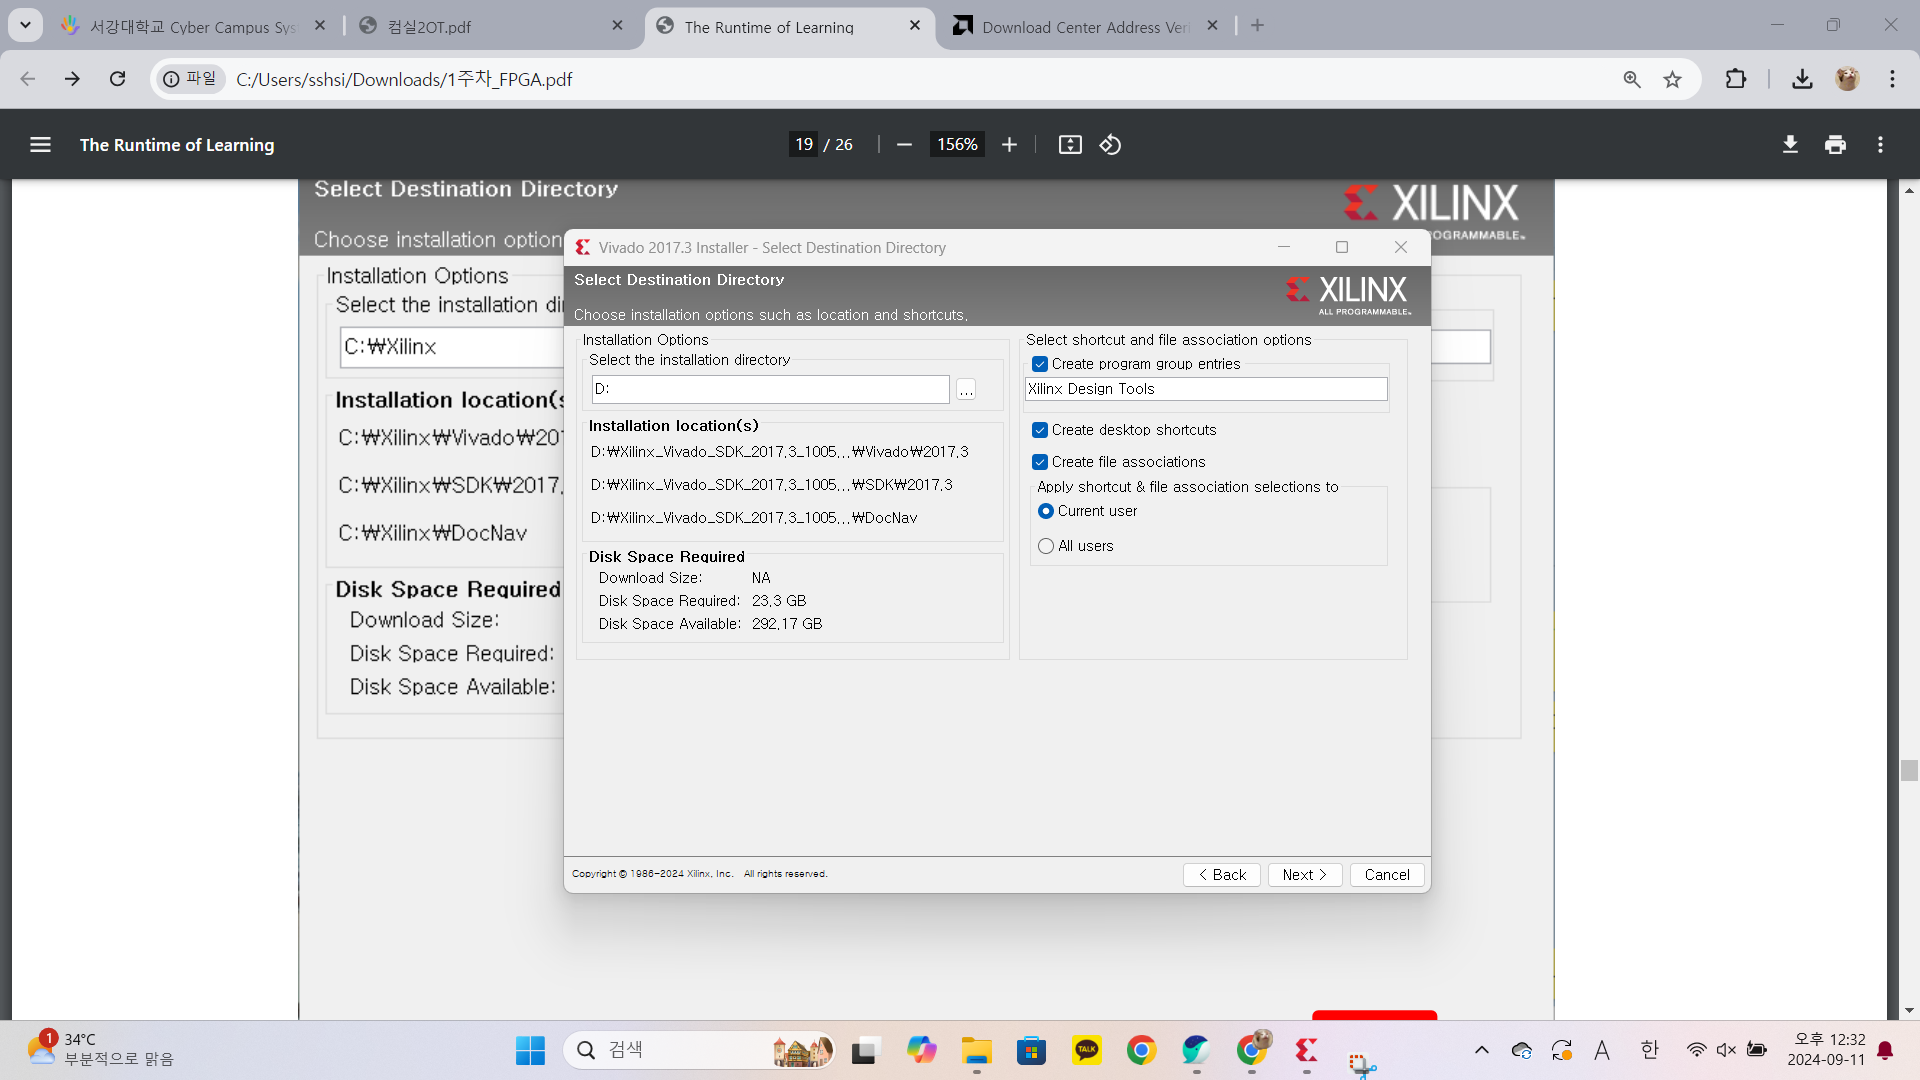 서강대학교 Cyber Campus Sys
컴실2OT.pdf
The Runtime of Learning
Download Center Address Veri
파일
C:/Users/sshsi/Downloads/1주차_FPGA.pdf
The Runtime of Learning
19 / 26
156%
Select Destination Directory
XILINX
Choose installation option
OGRAMMABLE.
Installation Options
Select the installation di
C:₩Xilinx
Installation location(s
C:₩Xilinx₩Vivado₩201
C:₩Xilinx₩SDK₩2017.
C:₩Xilinx₩DocNav
Disk Space Required
Download Size:
Disk Space Required:
Disk Space Available:
Vivado 2017.3 Installer - Select Destination Directory
Select Destination Directory
XILINX
ALL PROGRAMMABLE.
Choose installation options such as location and shortcuts.
Installation Options
Select the installation directory
D:
...
Installation location(s)
D:₩Xilinx_Vivado_SDK_2017.3_1005...₩Vivado₩2017.3
D:₩Xilinx_Vivado_SDK_2017.3_1005...₩SDK₩2017.3
D:₩Xilinx_Vivado_SDK_2017.3_1005...₩DocNav
Disk Space Required
Download Size: NA
Disk Space Required: 23.3 GB
Disk Space Available: 292.17 GB
Select shortcut and file association options
Create program group entries
Xilinx Design Tools
Create desktop shortcuts
Create file associations
Apply shortcut & file association selections to
Current user
All users
Copyright © 1986-2024 Xilinx, Inc. All rights reserved.
< Back
Next >
Cancel
1
34°C
부분적으로 맑음
검색
TALK
A
한
오후 12:32
2024-09-11